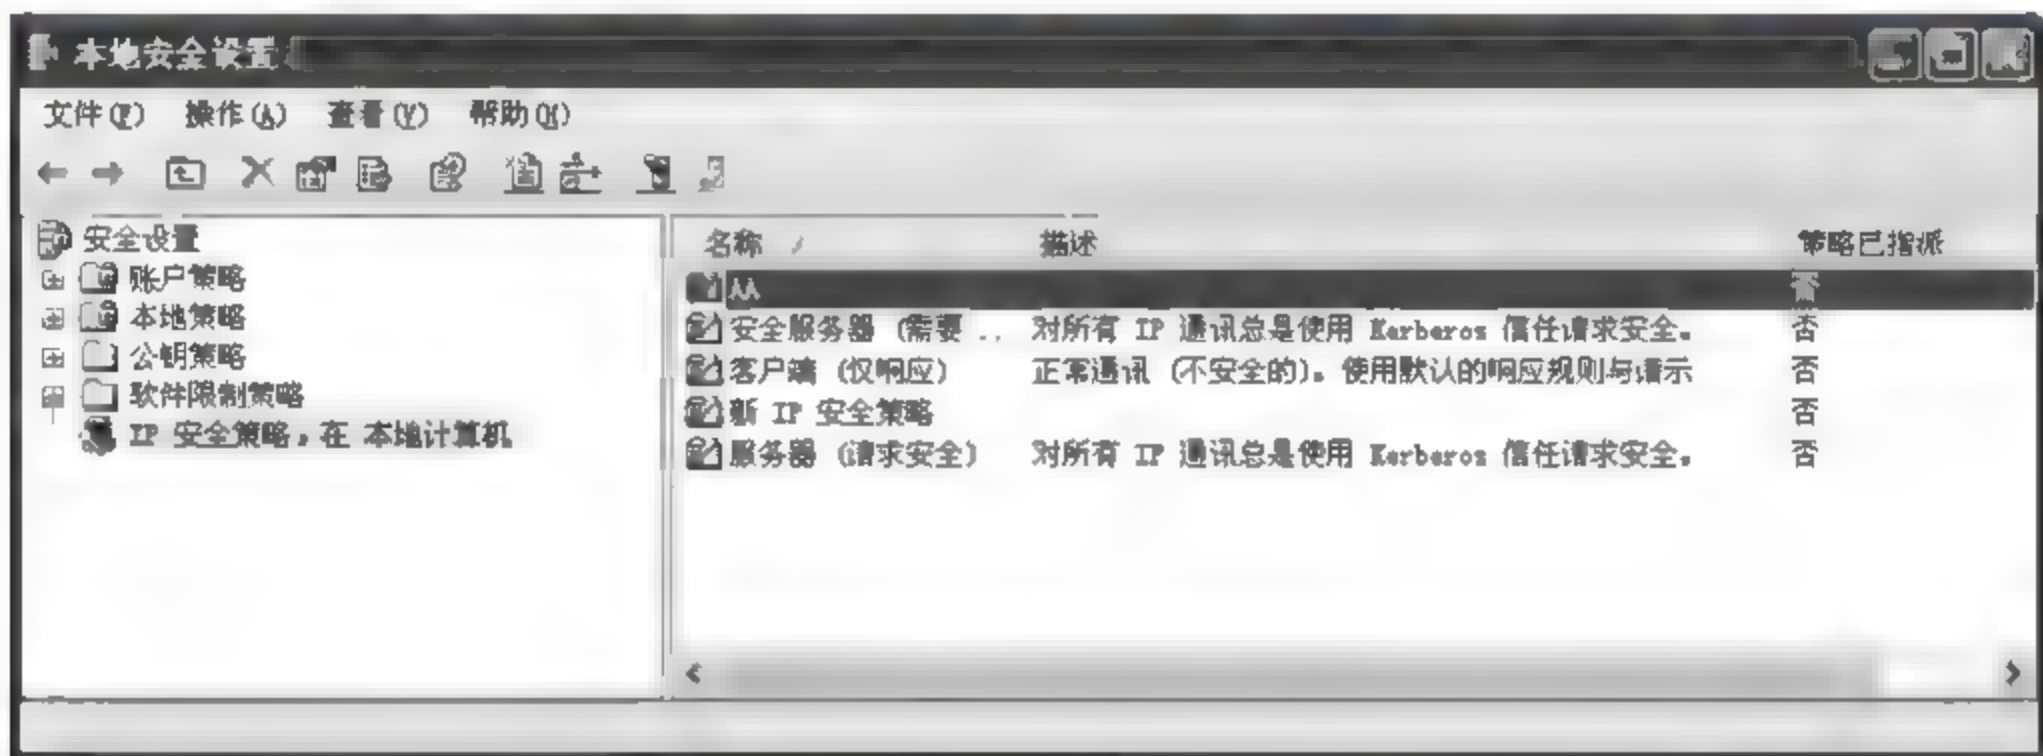 本地安全设置
文件(F) 操作(A) 查看(V) 帮助(H)
安全设置
账户策略
本地策略
公钥策略
软件限制策略
IP 安全策略，在 本地计算机
名称 描述 策略已指派
AA 否
安全服务器 (需要 .. 对所有 IP 通讯总是使用 Kerberos 信任请求安全。 否
客户端 (仅响应) 正常通讯 (不安全的)。使用默认的响应规则与请示 否
新 IP 安全策略 否
服务器 (请求安全) 对所有 IP 通讯总是使用 Kerberos 信任请求安全。 否